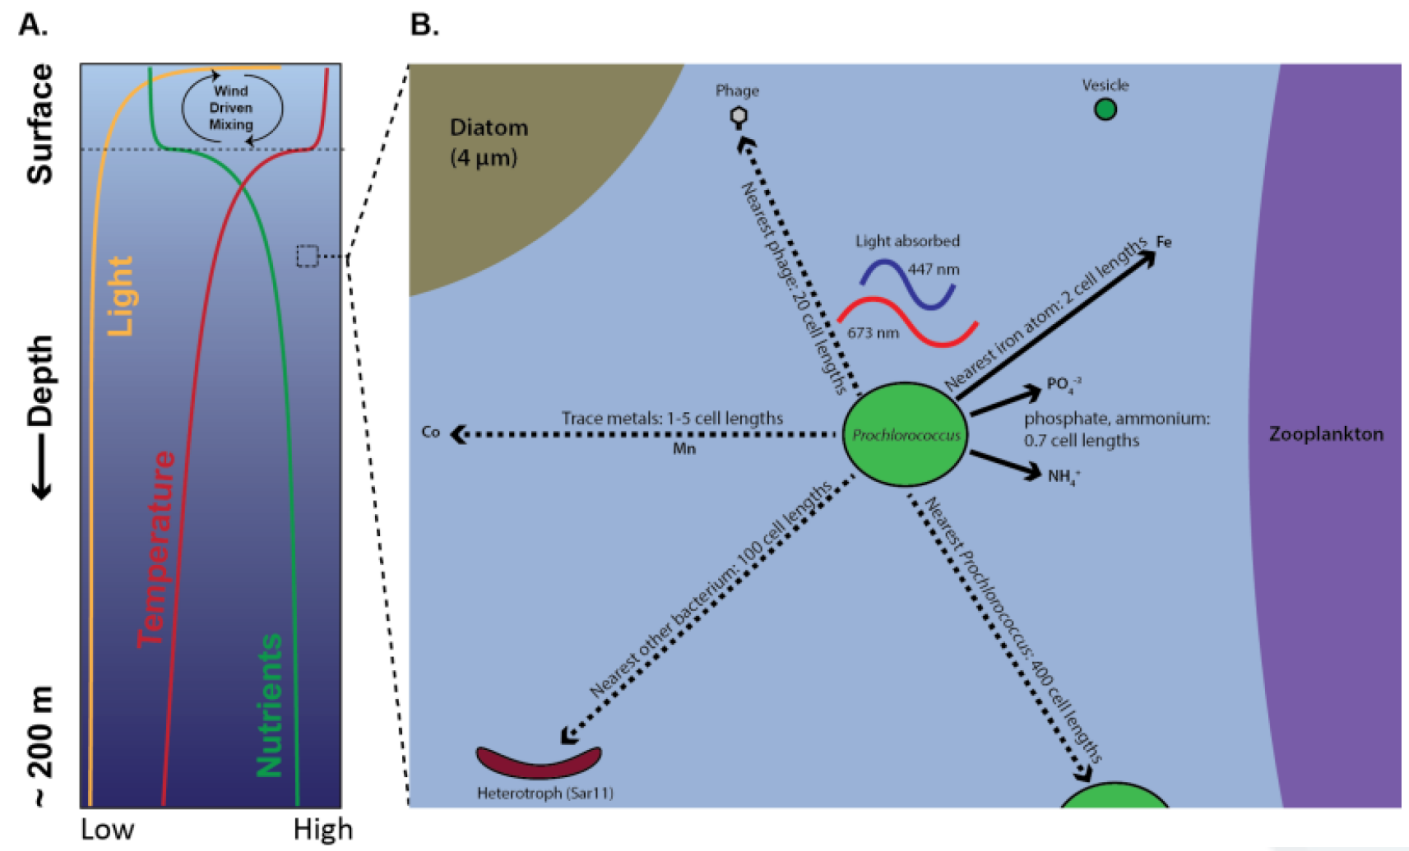 A.
Surface
Depth
~ 200 m
Wind
Driven
Mixing
Light
Temperature
Nutrients
Low
High
B.
Diatom
(4 μm)
Phage
Vesicle
Nearest phage: 20 cell lengths
Light absorbed
447 nm
673 nm
Nearest iron atom: 2 cell lengths
Fe
PO₄⁻³
phosphate, ammonium:
0.7 cell lengths
NH₄⁺
Zooplankton
Prochlorococcus
Trace metals: 1-5 cell lengths
Co
Mn
Nearest other bacterium: 100 cell lengths
Nearest Prochlorococcus: 400 cell lengths
Heterotroph (Sar11)